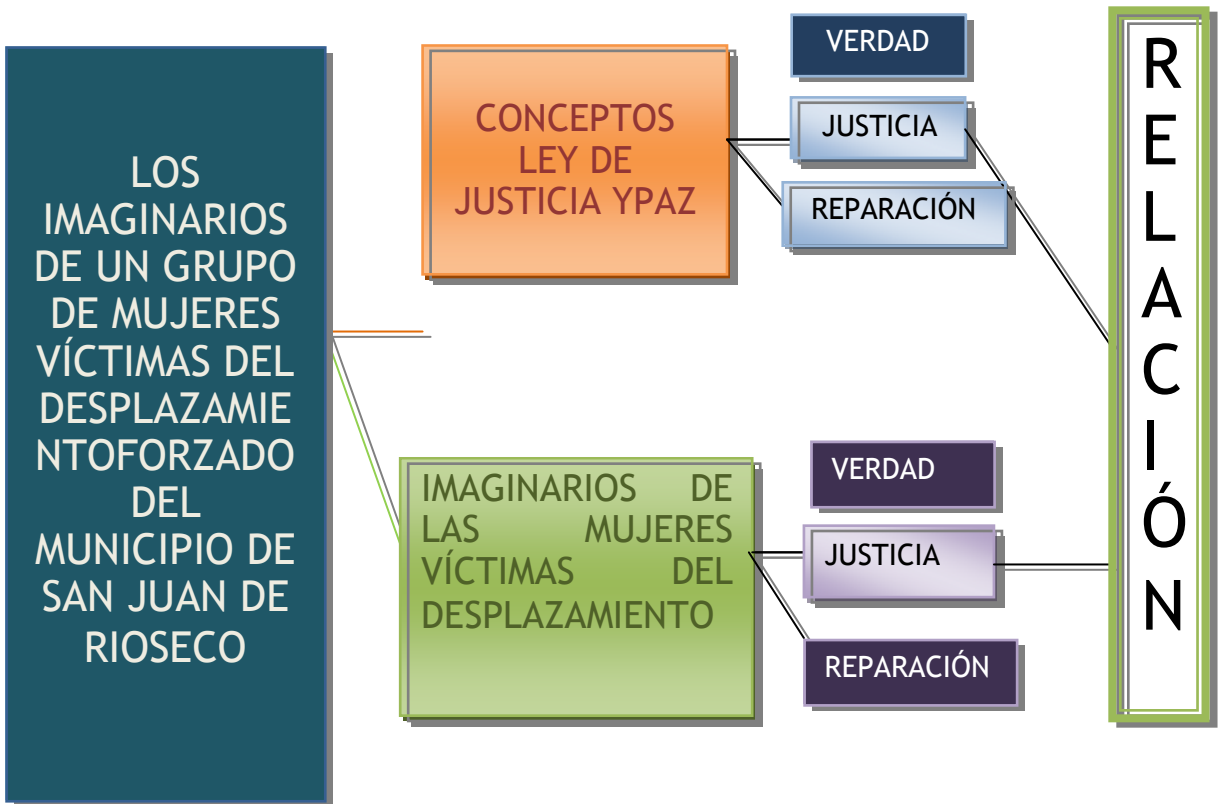 LOS
IMAGINARIOS
DE UN GRUPO
DE MUJERES
VÍCTIMAS DEL
DESPLAZAMIE
NTOFORZADO
DEL
MUNICIPIO DE
SAN JUAN DE
RIOSECO
CONCEPTOS
LEY DE
JUSTICIA YPAZ
VERDAD
JUSTICIA
REPARACIÓN
IMAGINARIOS DE
LAS MUJERES
VÍCTIMAS DEL
DESPLAZAMIENTO
VERDAD
JUSTICIA
REPARACIÓN
R
E
L
A
C
I
Ó
N